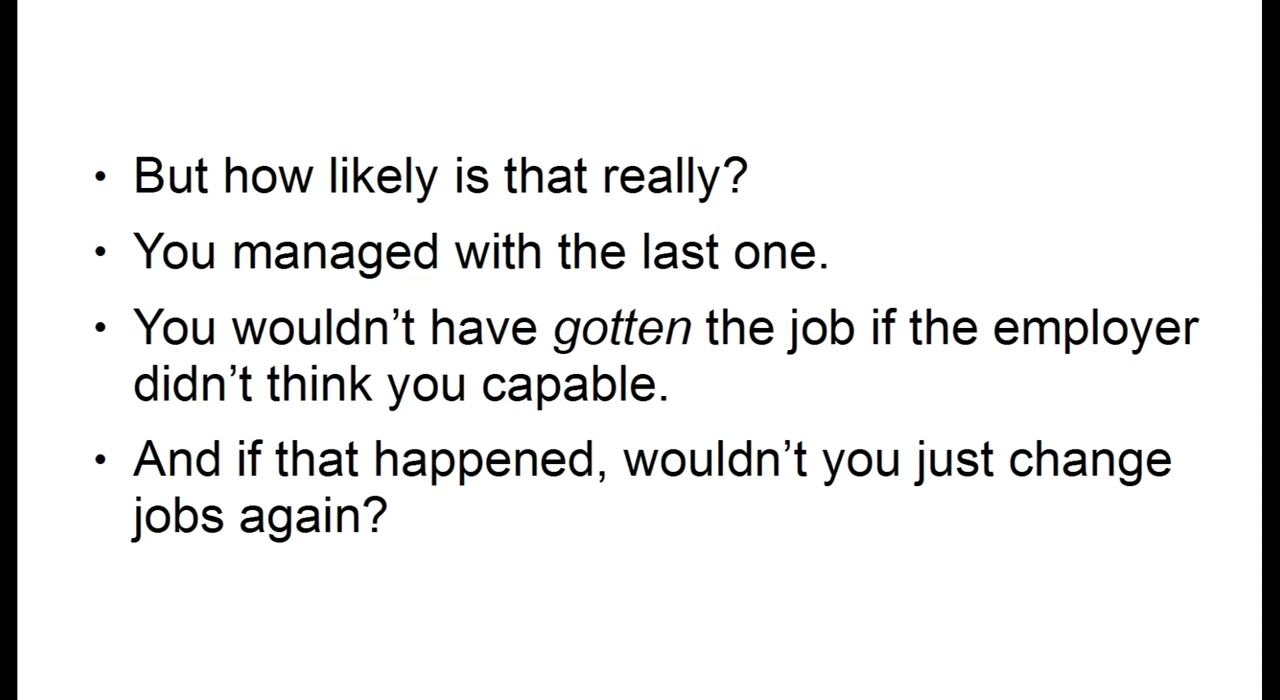 • But how likely is that really?
• You managed with the last one.
• You wouldn’t have gotten the job if the employer
didn’t think you capable.
• And if that happened, wouldn’t you just change
jobs again?